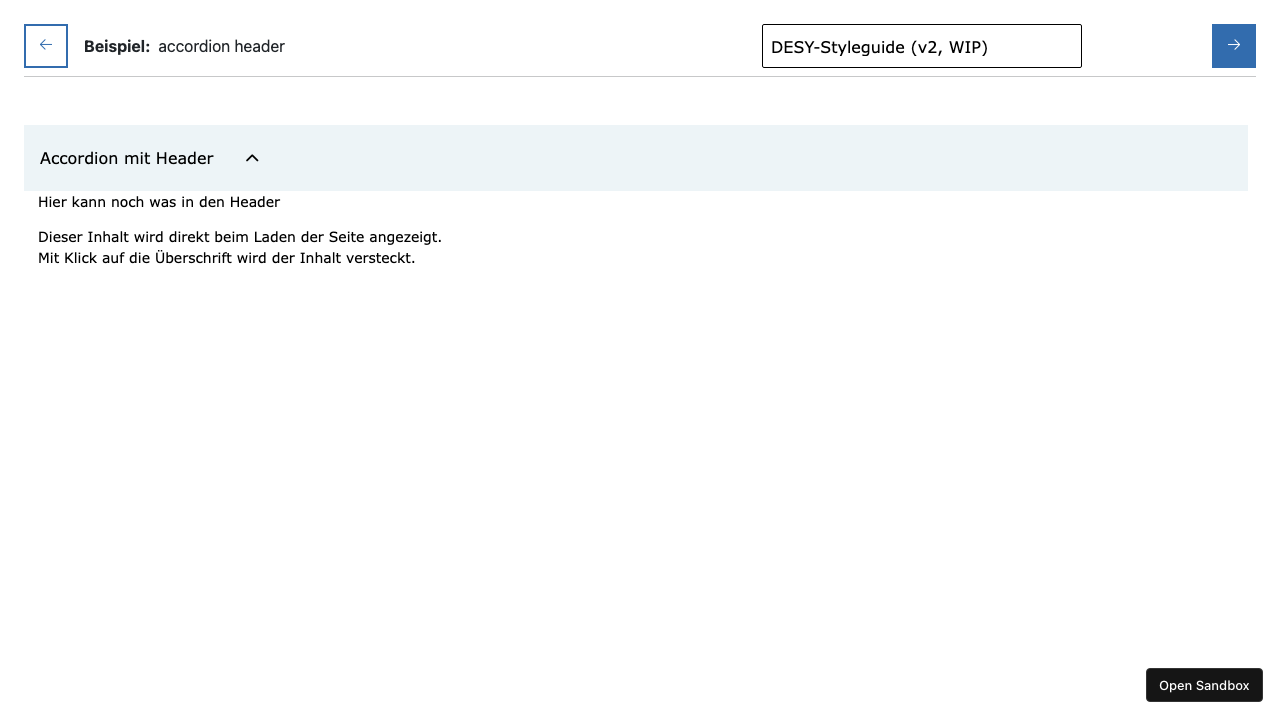 Beispiel: accordion header
DESY-Styleguide (v2, WIP)
Accordion mit Header
Hier kann noch was in den Header
Dieser Inhalt wird direkt beim Laden der Seite angezeigt.
Mit Klick auf die Überschrift wird der Inhalt versteckt.
Open Sandbox